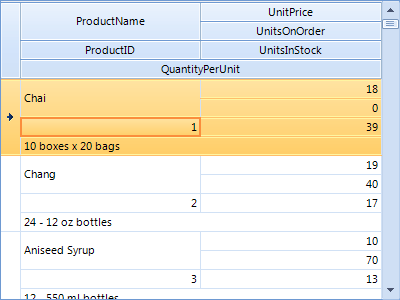 ProductName
UnitPrice
UnitsOnOrder
ProductID
UnitsInStock
QuantityPerUnit
Chai
18
0
1
39
10 boxes x 20 bags
Chang
19
40
2
17
24 - 12 oz bottles
Aniseed Syrup
10
70
3
13
12 - 550 ml bottles